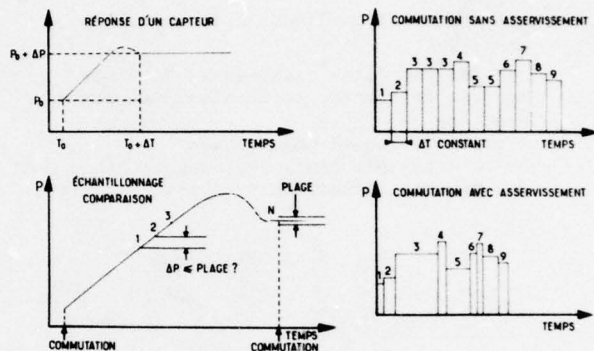 RÉPONSE D'UN CAPTEUR
P₀ + ΔP
P₀
T₀
T₀ + ΔT
TEMPS
P
COMMUTATION SANS ASSERVISSEMENT
1
2
3
3
3
4
5
5
6
7
8
9
ΔT CONSTANT
TEMPS
P
ÉCHANTILLONNAGE
COMPARAISON
1
2
3
ΔP ⩽ PLAGE ?
N
PLAGE
TEMPS
COMMUTATION
COMMUTATION
P
COMMUTATION AVEC ASSERVISSEMENT
1
2
3
4
5
6
7
8
9
TEMPS